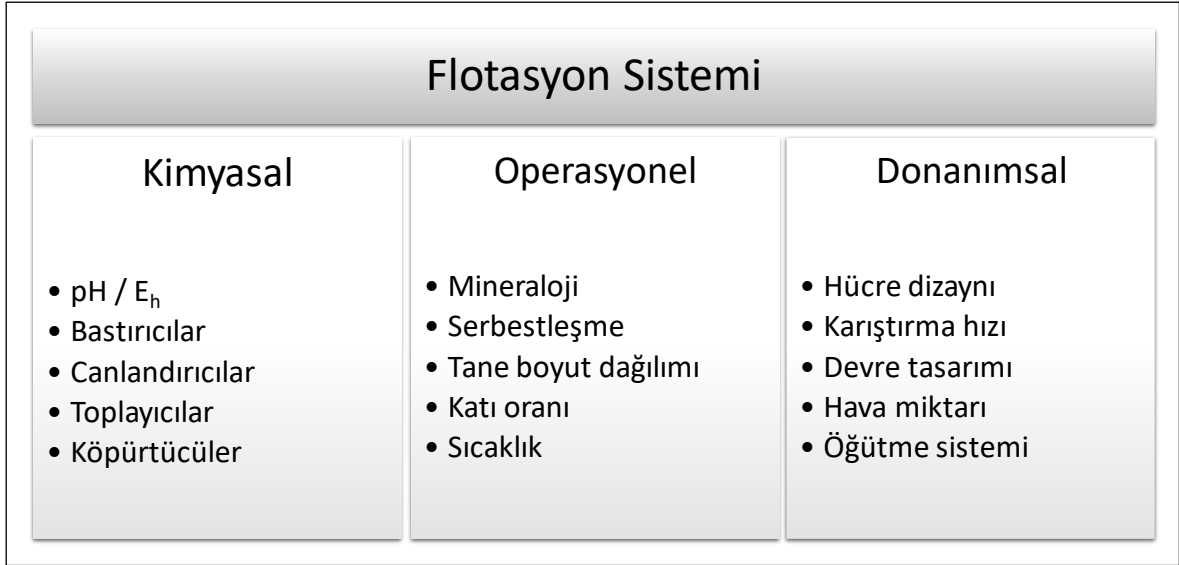 Flotasyon Sistemi
Kimyasal
• pH / Eh
• Bastırıcılar
• Canlandırıcılar
• Toplayıcılar
• Köpürtücüler
Operasyonel
• Mineraloji
• Serbestleşme
• Tane boyut dağılımı
• Katı oranı
• Sıcaklık
Donanımsal
• Hücre dizaynı
• Karıştırma hızı
• Devre tasarımı
• Hava miktarı
• Öğütme sistemi